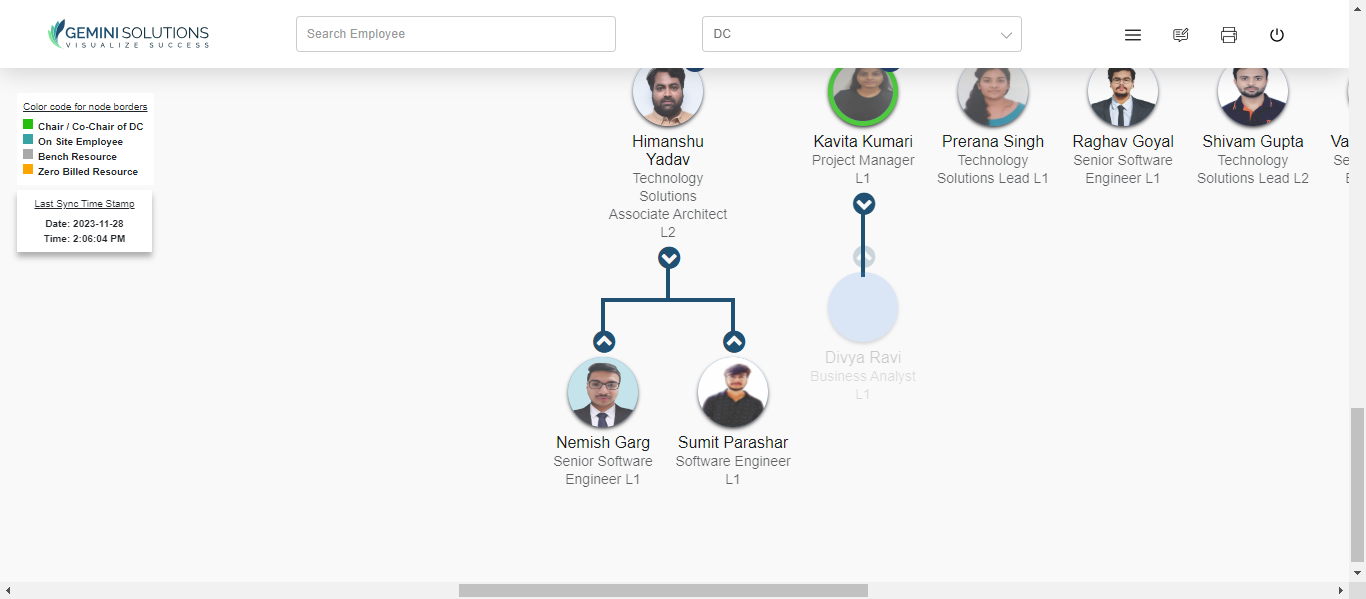 GEMINI SOLUTIONS
VISUALIZE SUCCESS
Search Employee
DC
Color code for node borders
Chair / Co-Chair of DC
On Site Employee
Bench Resource
Zero Billed Resource
Last Sync Time Stamp
Date: 2023-11-28
Time: 2:06:04 PM
Himanshu
Yadav
Technology
Solutions
Associate Architect
L2
Kavita Kumari
Project Manager
L1
Prerana Singh
Technology
Solutions Lead L1
Raghav Goyal
Senior Software
Engineer L1
Shivam Gupta
Technology
Solutions Lead L2
Divya Ravi
Business Analyst
L1
Nemish Garg
Senior Software
Engineer L1
Sumit Parashar
Software Engineer
L1